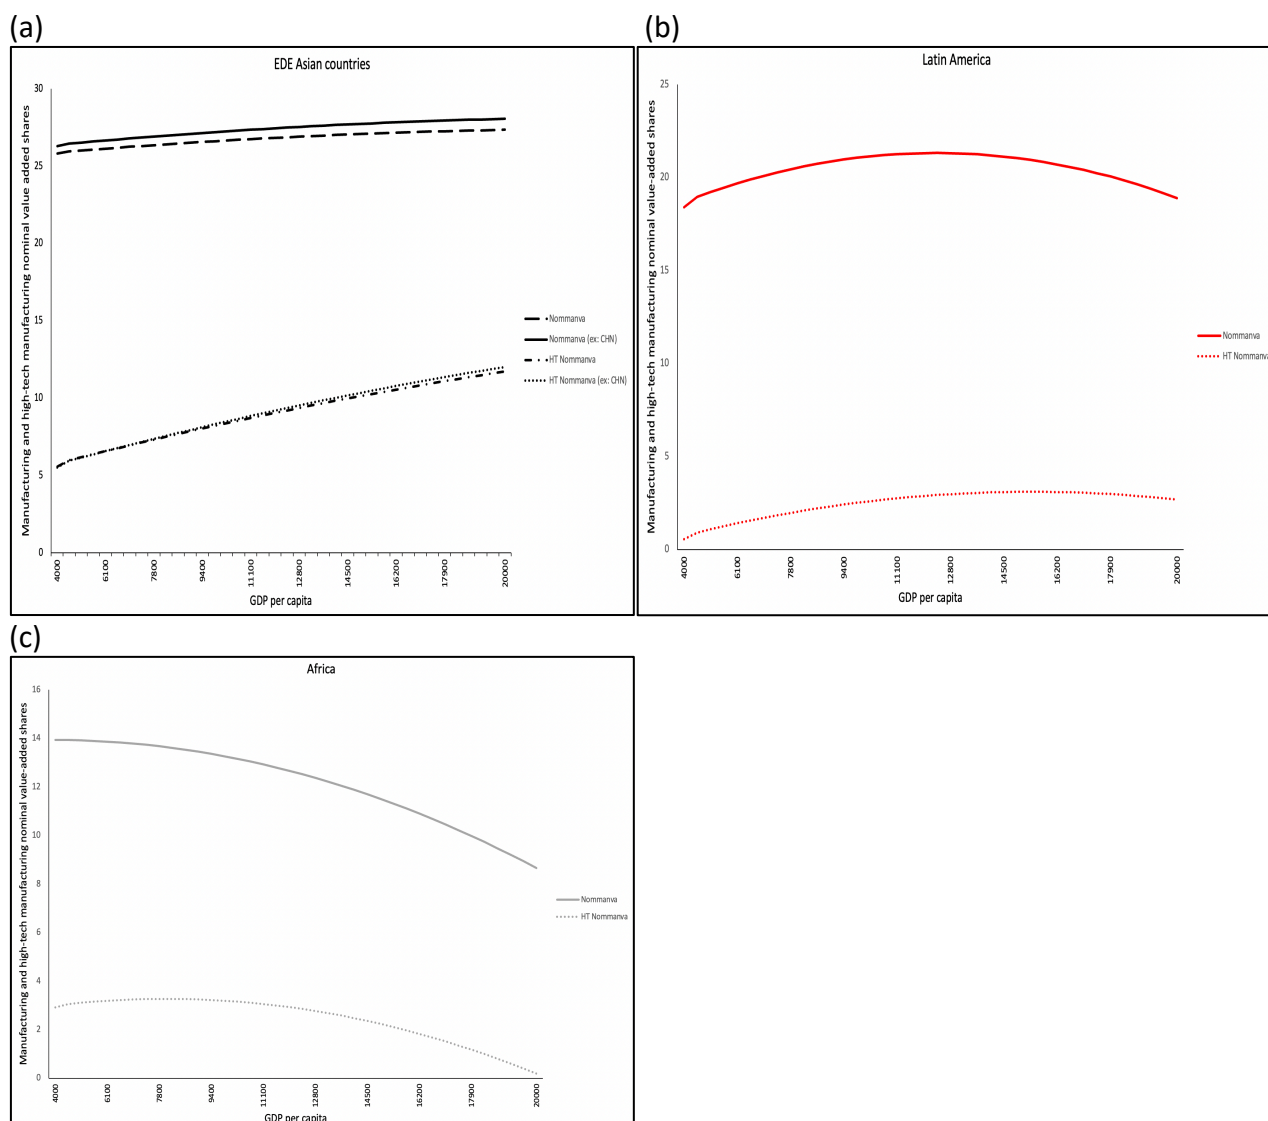 (a)
EDE Asian countries
Manufacturing and high-tech manufacturing nominal value added shares
30
25
20
15
10
5
0
4000
6100
7800
9400
11100
12800
14500
16200
17900
20000
GDP per capita
Nommanva
Nommanva (ex: CHN)
HT Nommanva
HT Nommanva (ex: CHN)
(b)
Latin America
Manufacturing and high-tech manufacturing nominal value-added shares
25
20
15
10
5
0
4000
6100
7800
9400
11100
12800
14500
16200
17900
20000
GDP per capita
Nommanva
HT Nommanva
(c)
Africa
Manufacturing and high-tech manufacturing nominal value-added shares
16
14
12
10
8
6
4
2
0
4000
6100
7800
9400
11100
12800
14500
16200
17900
20000
GDP per capita
Nommanva
HT Nommanva